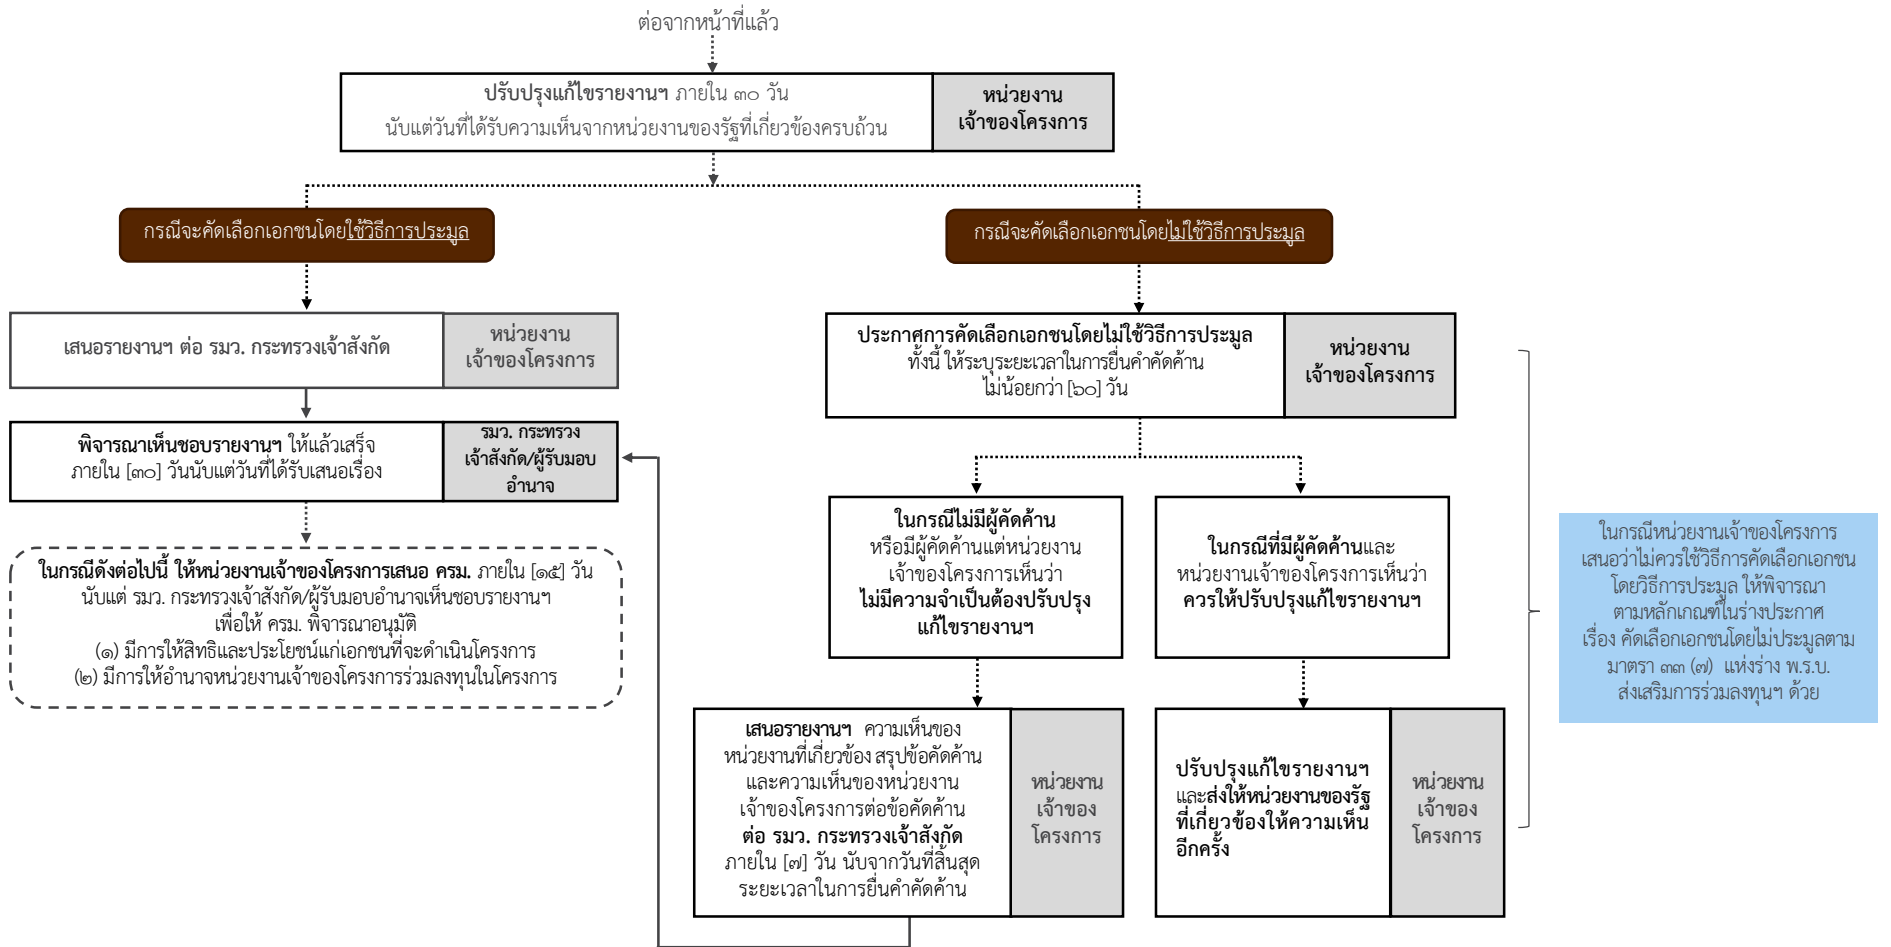 ต่อจากหน้าที่แล้ว
ปรับปรุงแก้ไขรายงานฯ ภายใน ๓๐ วัน
นับแต่วันที่ได้รับความเห็นจากหน่วยงานของรัฐที่เกี่ยวข้องครบถ้วน
หน่วยงาน
เจ้าของโครงการ
กรณีจะคัดเลือกเอกชนโดยใช้วิธีการประมูล
เสนอรายงานฯ ต่อ รมว. กระทรวงเจ้าสังกัด
หน่วยงาน
เจ้าของโครงการ
พิจารณาเห็นชอบรายงานฯ ให้แล้วเสร็จ
ภายใน [๓๐] วันนับแต่วันที่ได้รับเสนอเรื่อง
รมว. กระทรวง
เจ้าสังกัด/ผู้รับมอบ
อำนาจ
ในกรณีดังต่อไปนี้ ให้หน่วยงานเจ้าของโครงการเสนอ ครม. ภายใน [๑๕] วัน
นับแต่ รมว. กระทรวงเจ้าสังกัด/ผู้รับมอบอำนาจเห็นชอบรายงานฯ
เพื่อให้ ครม. พิจารณาอนุมัติ
(๑) มีการให้สิทธิและประโยชน์แก่เอกชนที่จะดำเนินโครงการ
(๒) มีการให้อำนาจหน่วยงานเจ้าของโครงการร่วมลงทุนในโครงการ
กรณีจะคัดเลือกเอกชนโดยไม่ใช้วิธีการประมูล
ประกาศการคัดเลือกเอกชนโดยไม่ใช้วิธีการประมูล
ทั้งนี้ ให้ระบุระยะเวลาในการยื่นคำคัดค้าน
ไม่น้อยกว่า [๖๐] วัน
หน่วยงาน
เจ้าของโครงการ
ในกรณีไม่มีผู้คัดค้าน
หรือมีผู้คัดค้านแต่หน่วยงาน
เจ้าของโครงการเห็นว่า
ไม่มีความจำเป็นต้องปรับปรุง
แก้ไขรายงานฯ
ในกรณีที่มีผู้คัดค้านและ
หน่วยงานเจ้าของโครงการเห็นว่า
ควรให้ปรับปรุงแก้ไขรายงานฯ
เสนอรายงานฯ ความเห็นของ
หน่วยงานที่เกี่ยวข้อง สรุปข้อคัดค้าน
และความเห็นของหน่วยงาน
เจ้าของโครงการต่อข้อคัดค้าน
ต่อ รมว. กระทรวงเจ้าสังกัด
ภายใน [๗] วัน นับจากวันที่สิ้นสุด
ระยะเวลาในการยื่นคำคัดค้าน
หน่วยงาน
เจ้าของ
โครงการ
ปรับปรุงแก้ไขรายงานฯ
และส่งให้หน่วยงานของรัฐ
ที่เกี่ยวข้องให้ความเห็น
อีกครั้ง
หน่วยงาน
เจ้าของ
โครงการ
ในกรณีหน่วยงานเจ้าของโครงการ
เสนอว่าไม่ควรใช้วิธีการคัดเลือกเอกชน
โดยวิธีการประมูล ให้พิจารณา
ตามหลักเกณฑ์ในร่างประกาศ
เรื่อง คัดเลือกเอกชนโดยไม่ประมูลตาม
มาตรา ๓๓ (๗) แห่งร่าง พ.ร.บ.
ส่งเสริมการร่วมลงทุนฯ ด้วย